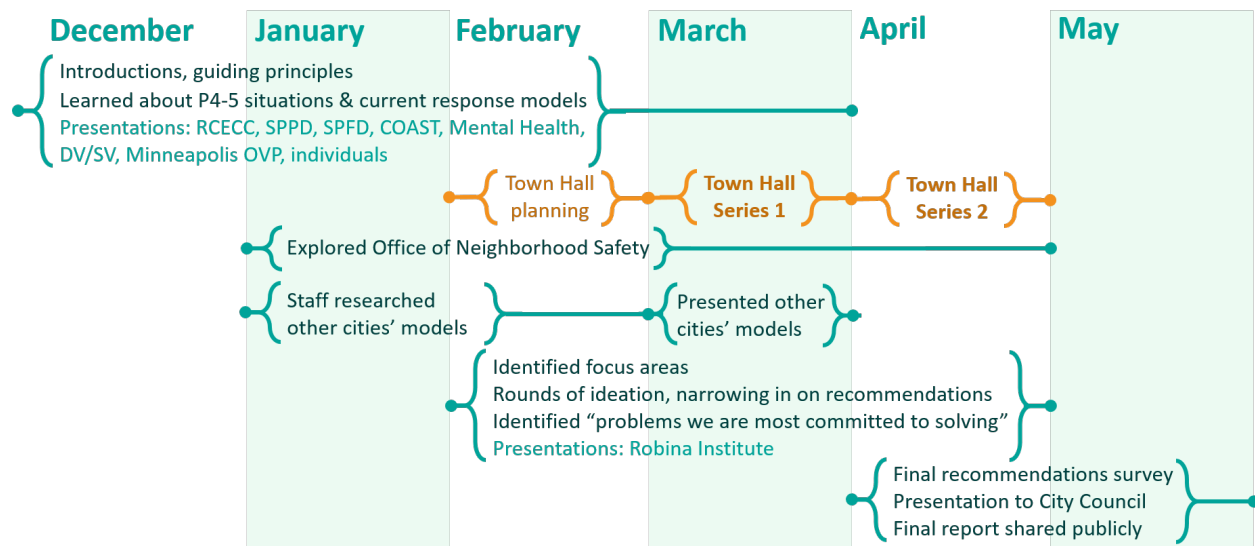 December January February March April May
Introductions, guiding principles
Learned about P4-5 situations & current response models
Presentations: RCECC, SPPD, SPFD, COAST, Mental Health,
DV/SV, Minneapolis OVP, individuals
Town Hall
planning
Town Hall
Series 1
Town Hall
Series 2
Explored Office of Neighborhood Safety
Staff researched
other cities’ models
Presented other
cities’ models
Identified focus areas
Rounds of ideation, narrowing in on recommendations
Identified “problems we are most committed to solving”
Presentations: Robina Institute
Final recommendations survey
Presentation to City Council
Final report shared publicly